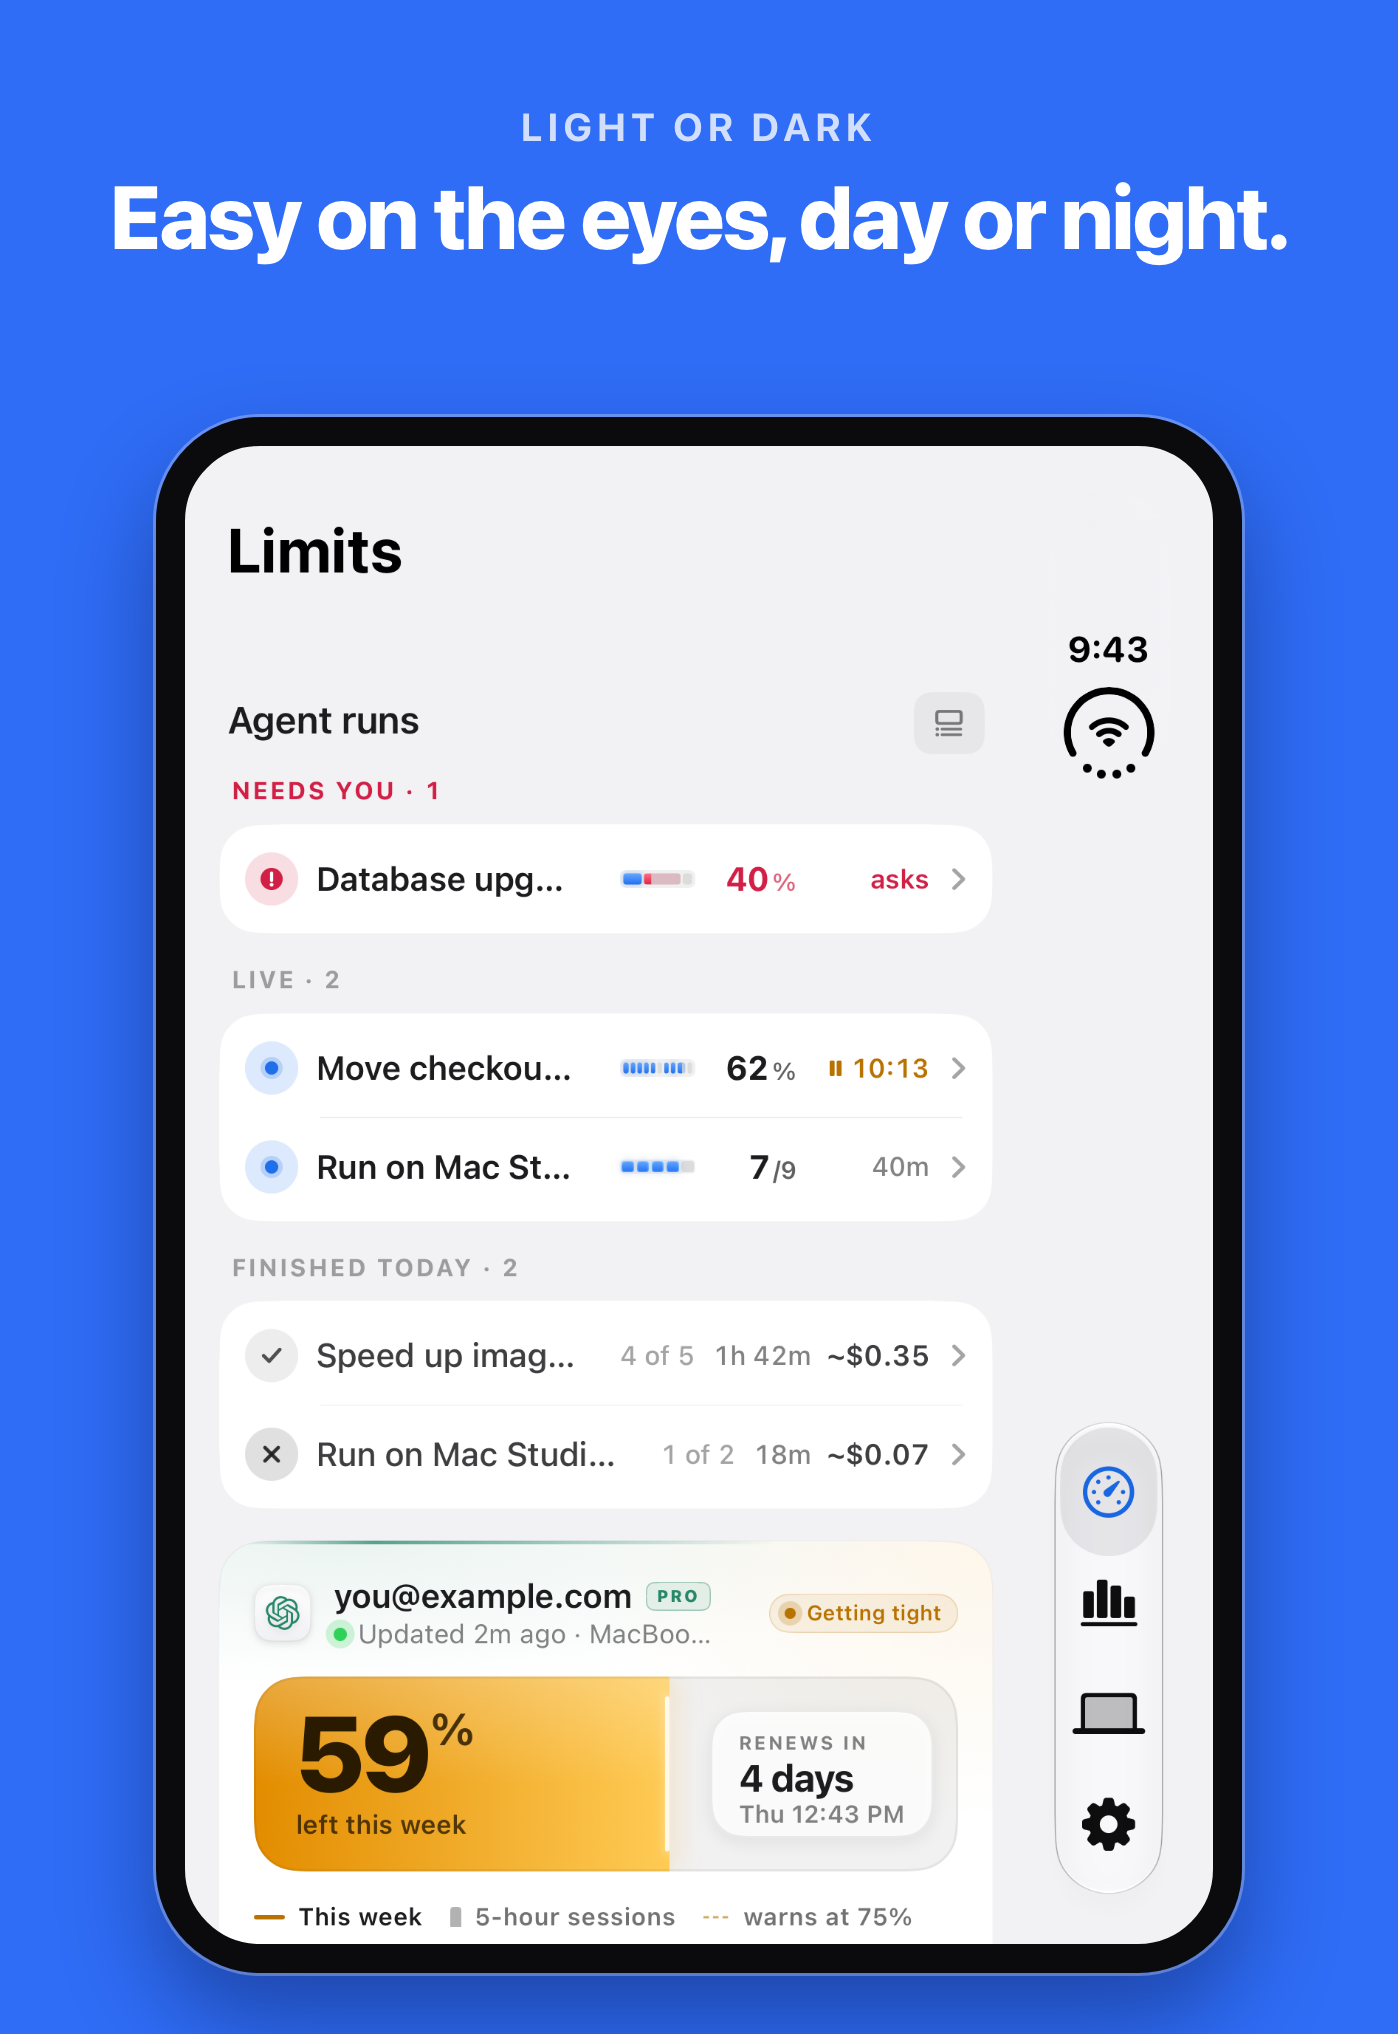 LIGHT OR DARK
Easy on the eyes, day or night.
Limits
9:43
Agent runs
NEEDS YOU · 1
Database upg... 40% asks
LIVE · 2
Move checkou... 62% 10:13
Run on Mac St... 7/9 40m
FINISHED TODAY · 2
Speed up imag... 4 of 5 1h 42m ~$0.35
Run on Mac Studi... 1 of 2 18m ~$0.07
you@example.com PRO
Updated 2m ago · MacBoo...
Getting tight
59%
left this week
RENEWS IN
4 days
Thu 12:43 PM
This week 5-hour sessions warns at 75%